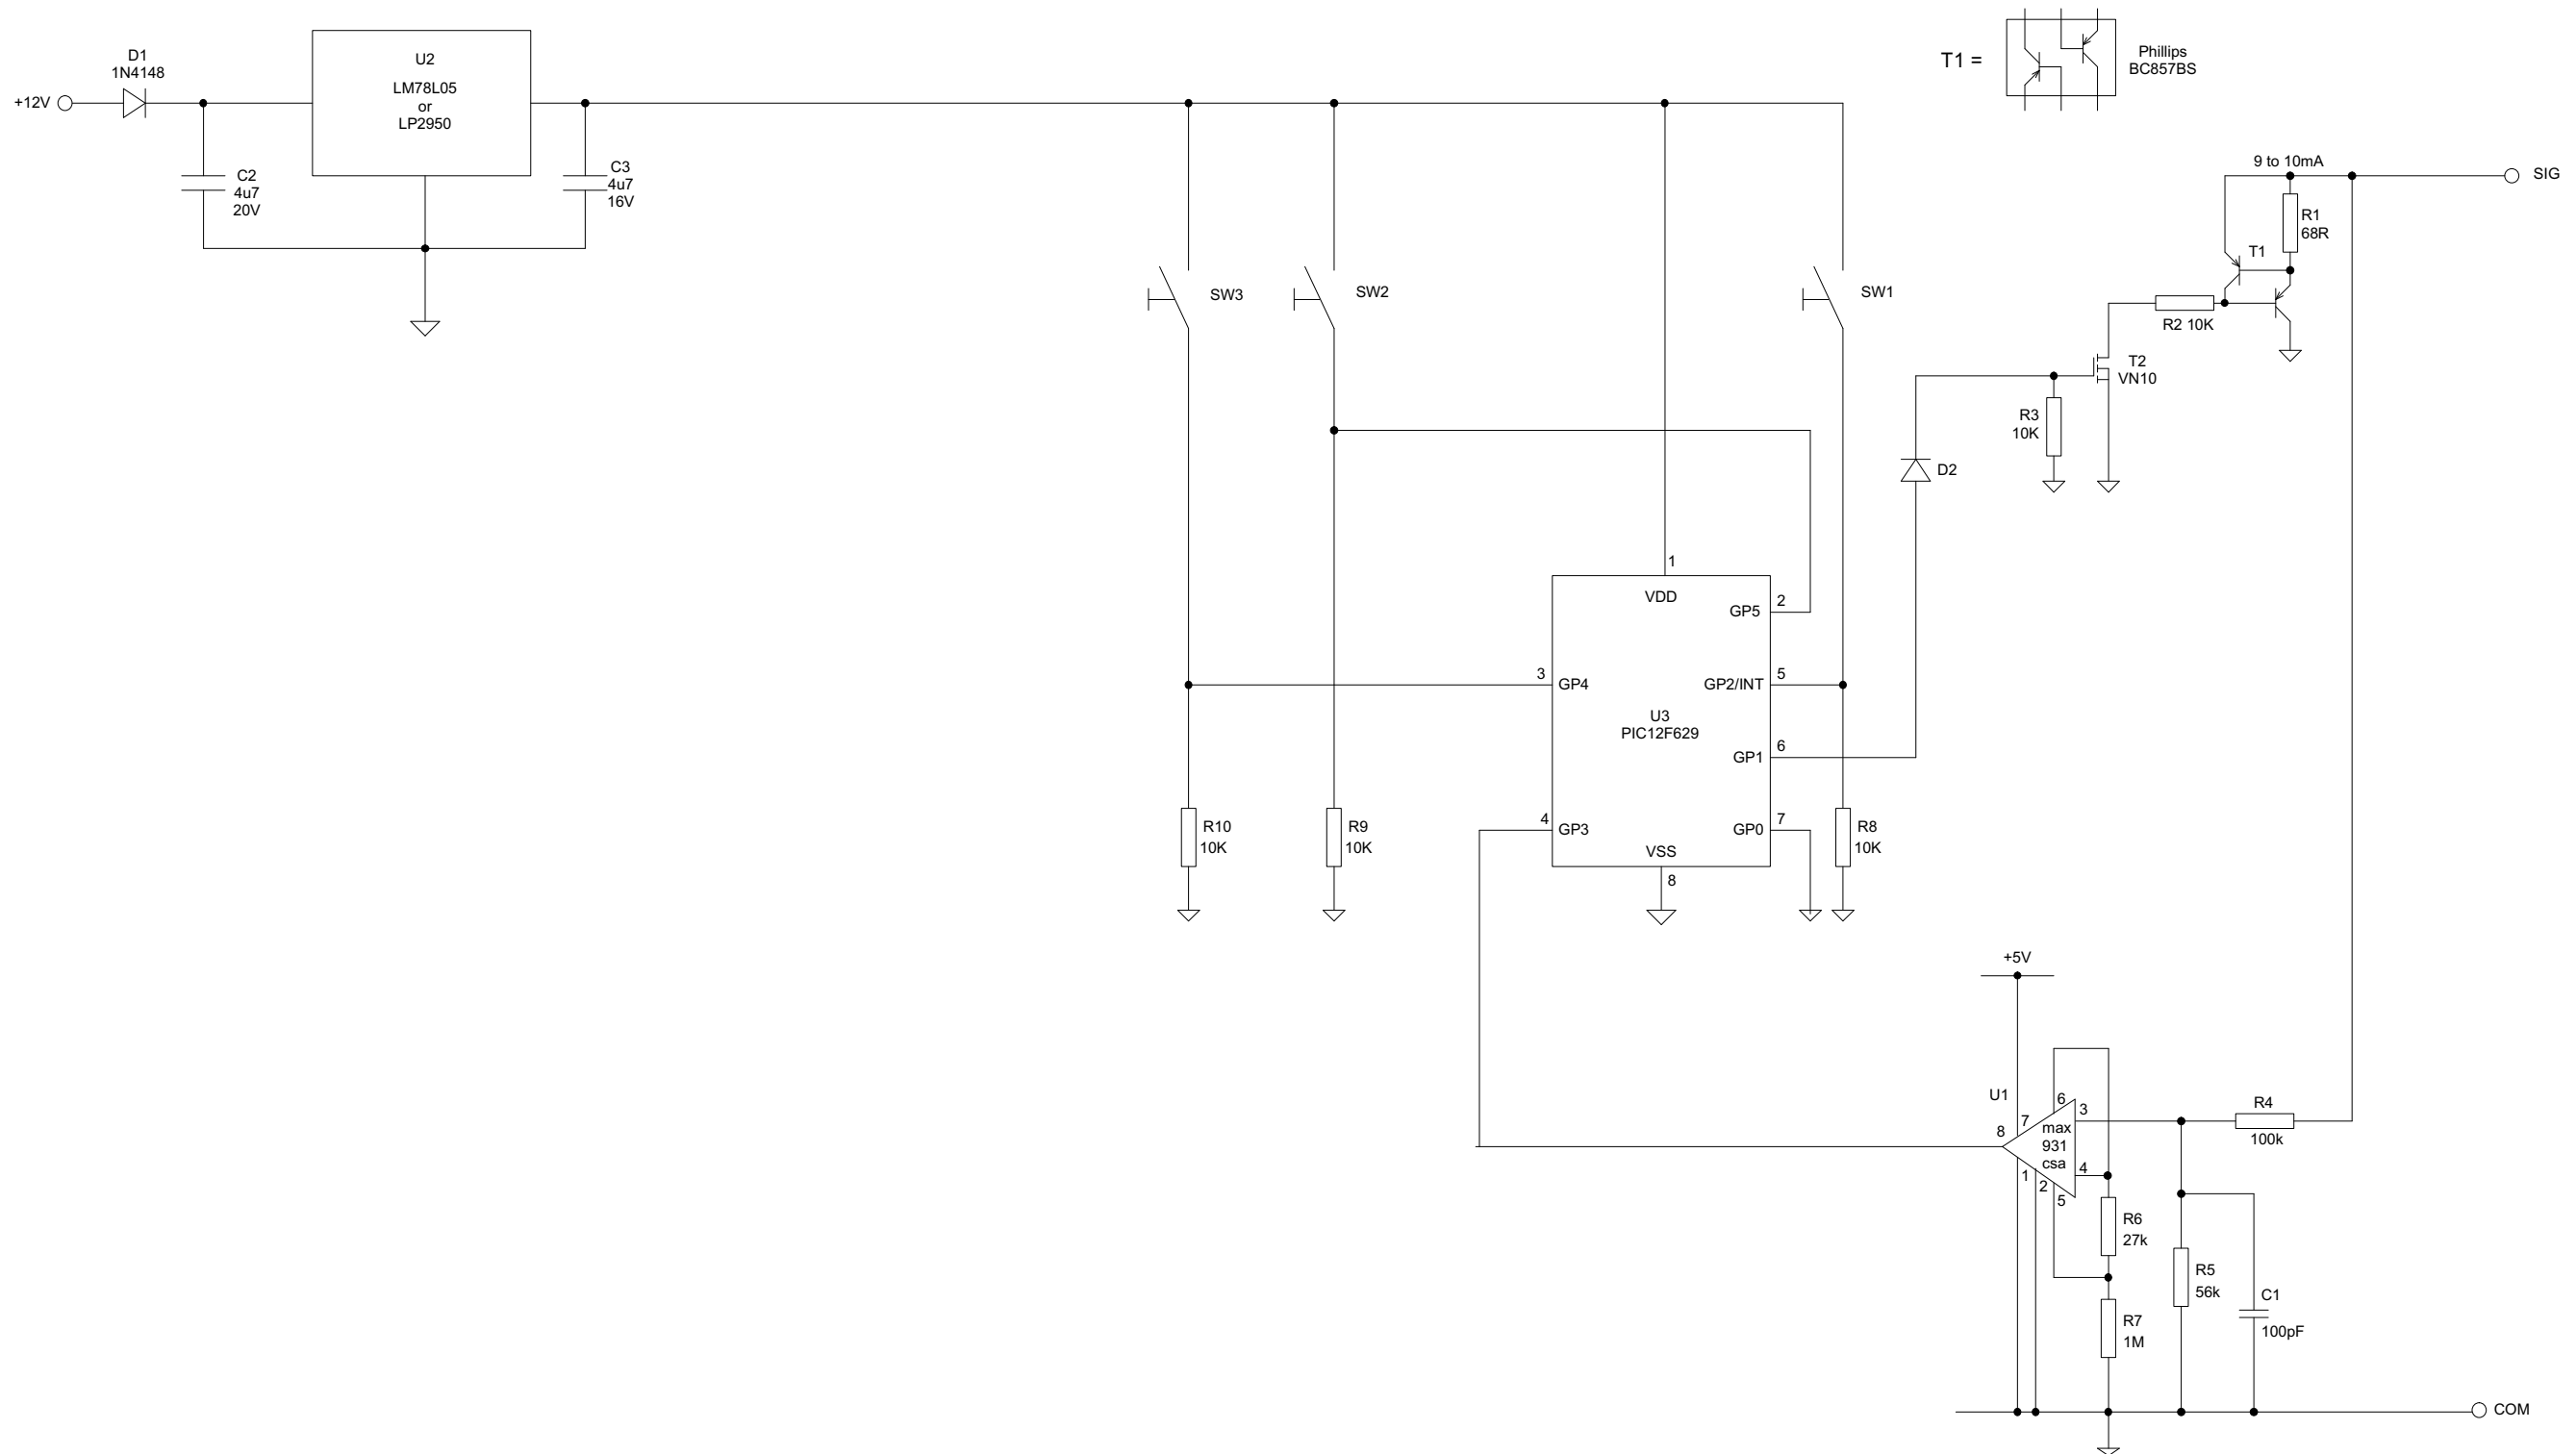 D1
1N4148
+12V
U2
LM78L05
or
LP2950
C2
4u7
20V
C3
4u7
16V
T1 =
Phillips
BC857BS
9 to 10mA
SIG
R1
68R
T1
R2 10K
T2
VN10
R3
10K
D2
SW3
SW2
SW1
1
VDD
GP5
2
3
GP4
GP2/INT
5
U3
PIC12F629
GP1
6
4
GP3
GP0
7
VSS
8
R10
10K
R9
10K
R8
10K
+5V
U1
6
3
7
8
max
931
csa
4
1
2
5
R4
100k
R6
27k
R5
56k
C1
100pF
R7
1M
COM